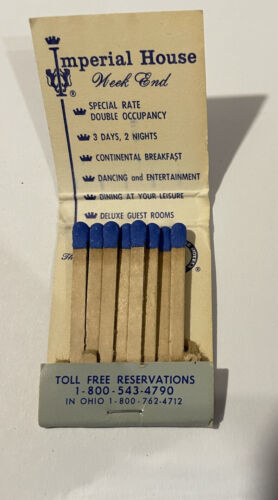 Imperial House
Week End
®
SPECIAL RATE
DOUBLE OCCUPANCY
3 DAYS, 2 NIGHTS
CONTINENTAL BREAKFAST
DANCING and ENTERTAINMENT
DINING AT YOUR LEISURE
DELUXE GUEST ROOMS
®
TOLL FREE RESERVATIONS
1-800-543-4790
IN OHIO 1-800-762-4712